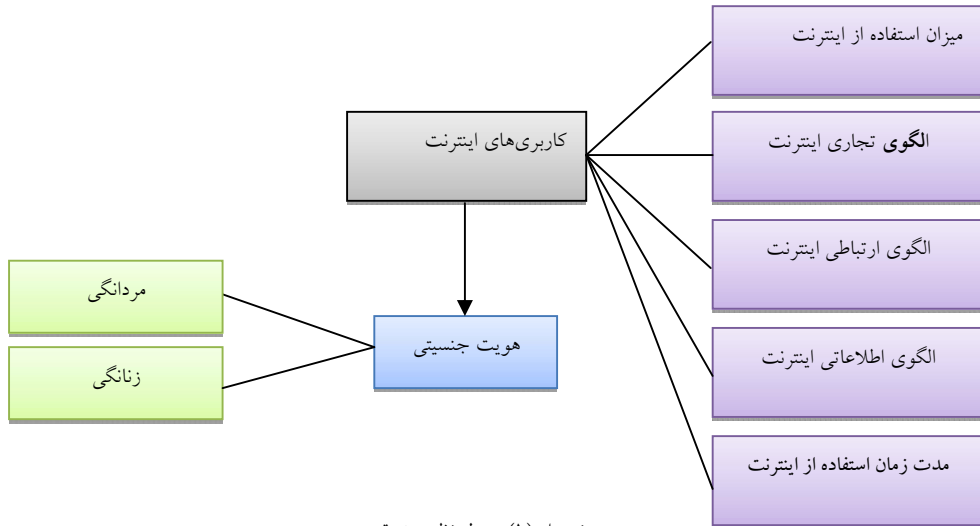 میزان استفاده از اینترنت
الگوی تجاری اینترنت
کاربری‌های اینترنت
الگوی ارتباطی اینترنت
مردانگی
هویت جنسیتی
الگوی اطلاعاتی اینترنت
زنانگی
مدت زمان استفاده از اینترنت